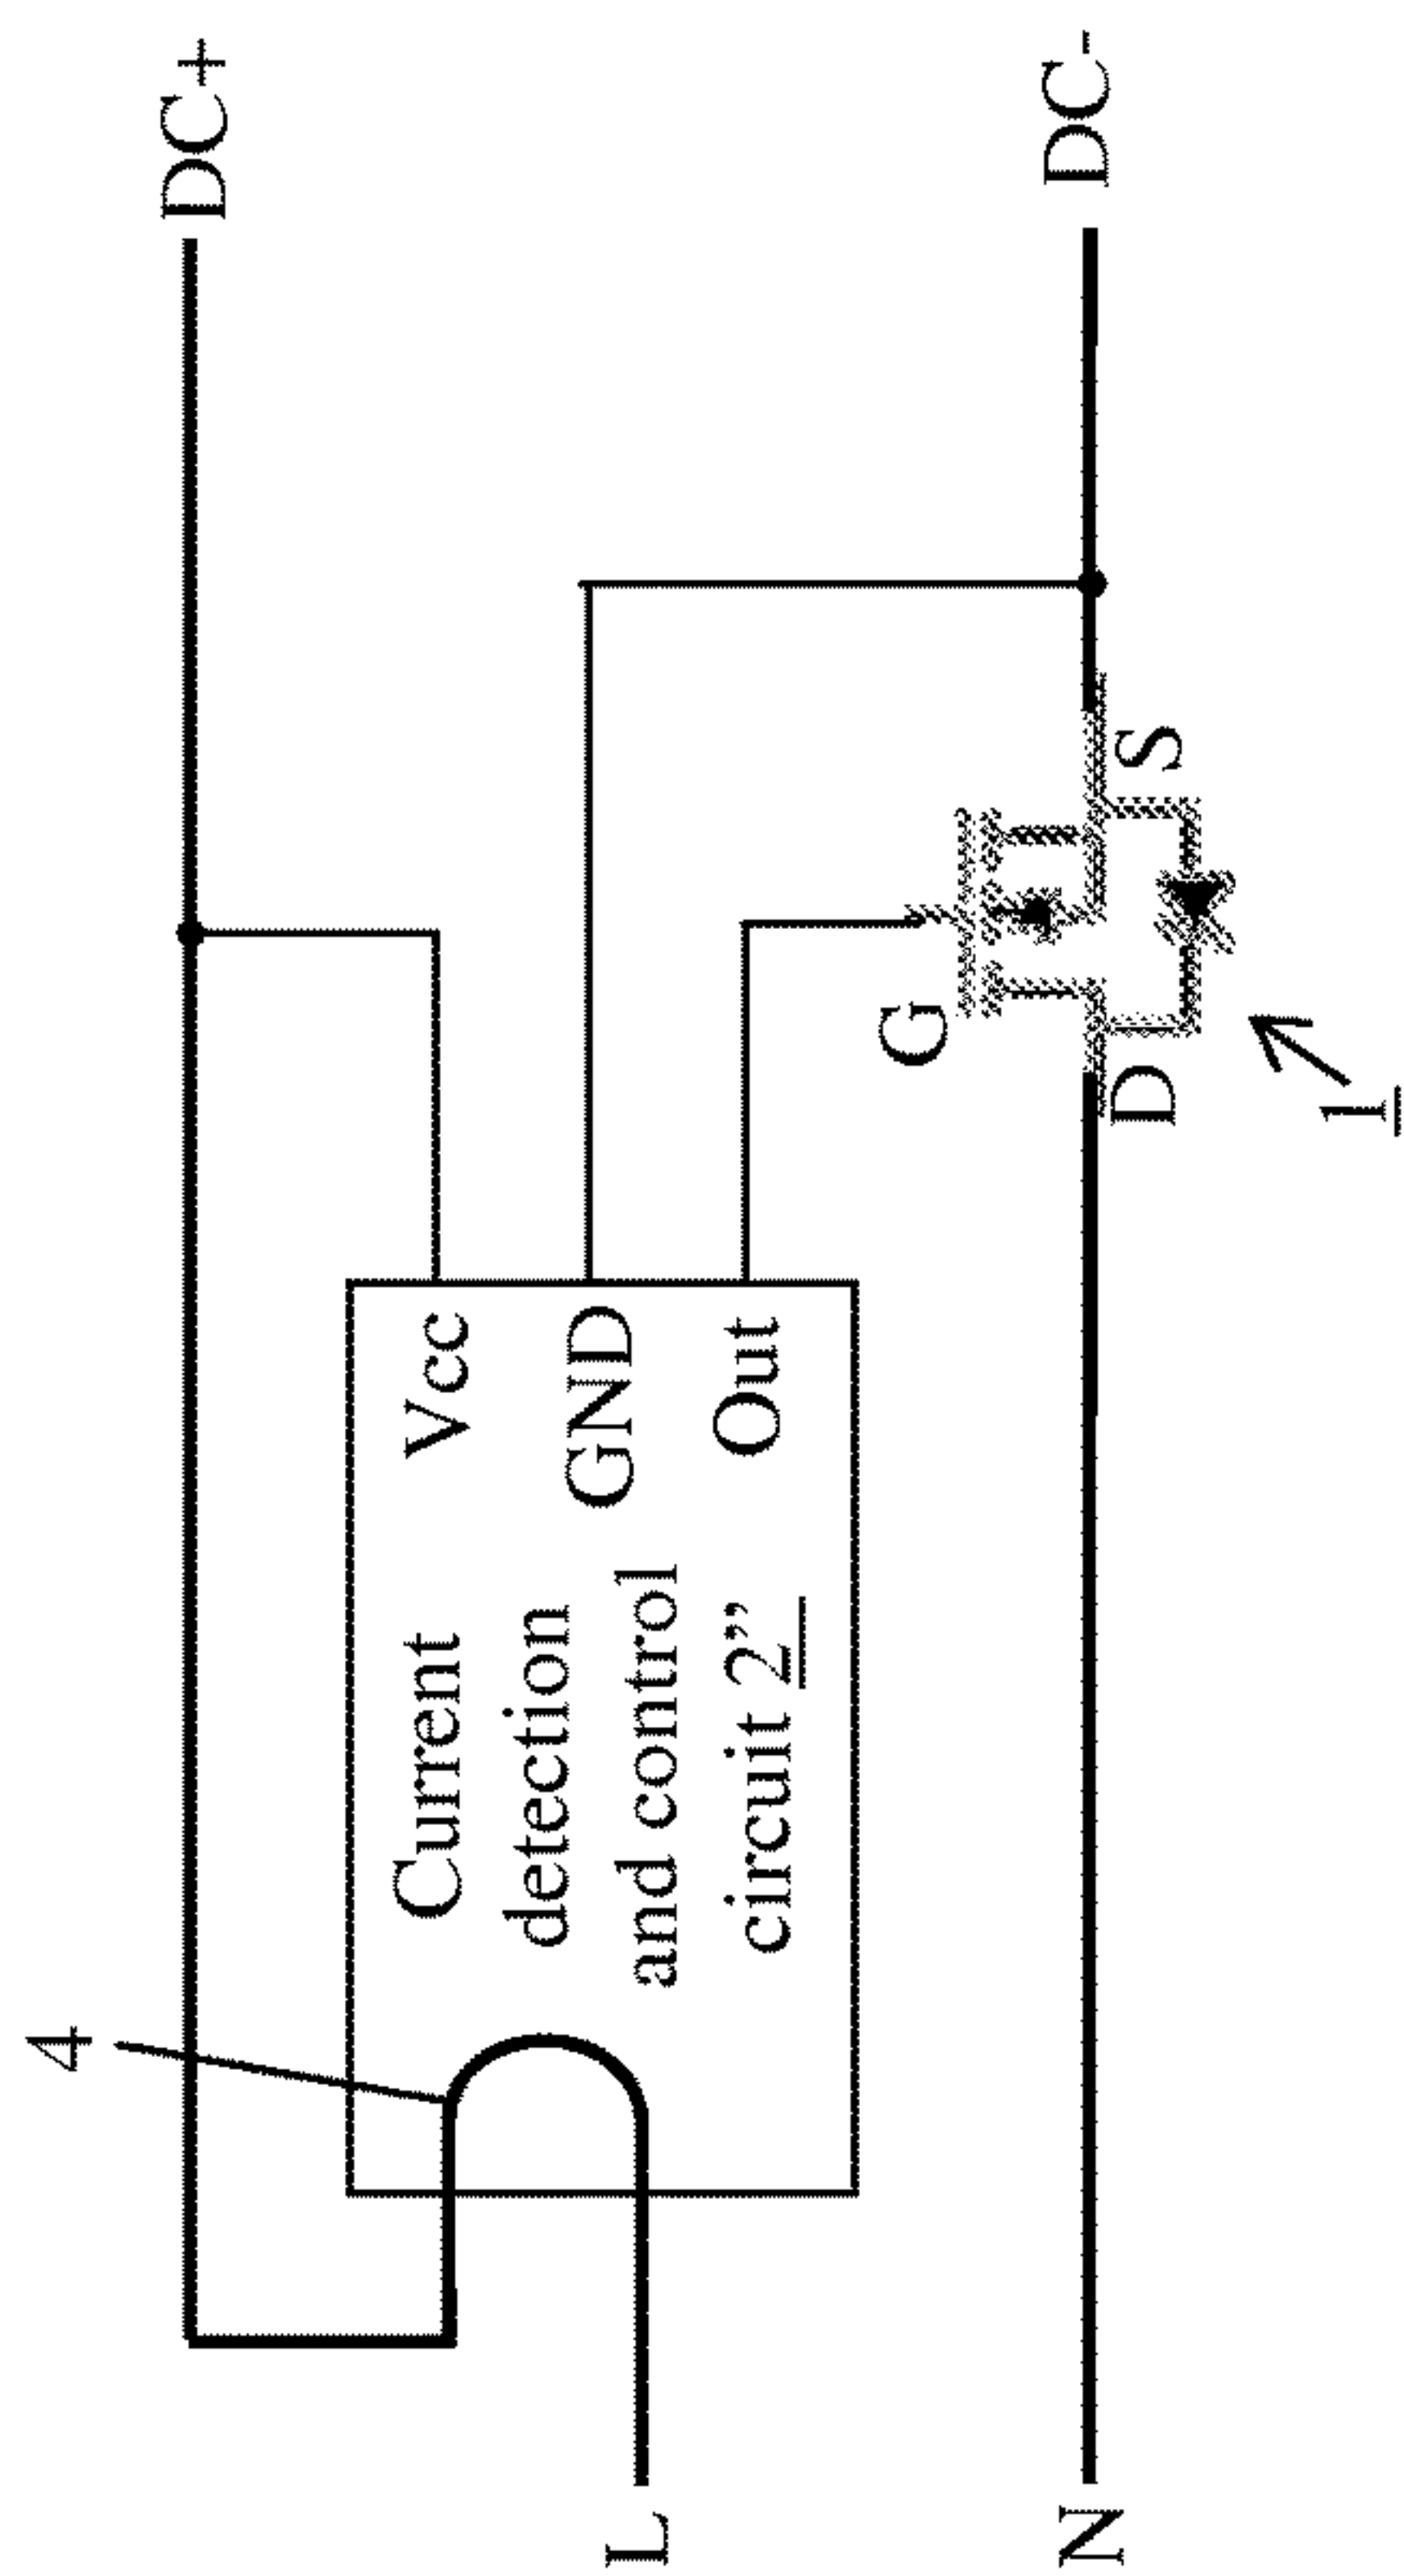 DC+
4
Current
detection
and control
circuit 2”
Vcc
GND
Out
G
D
S
1
L
N
DC-